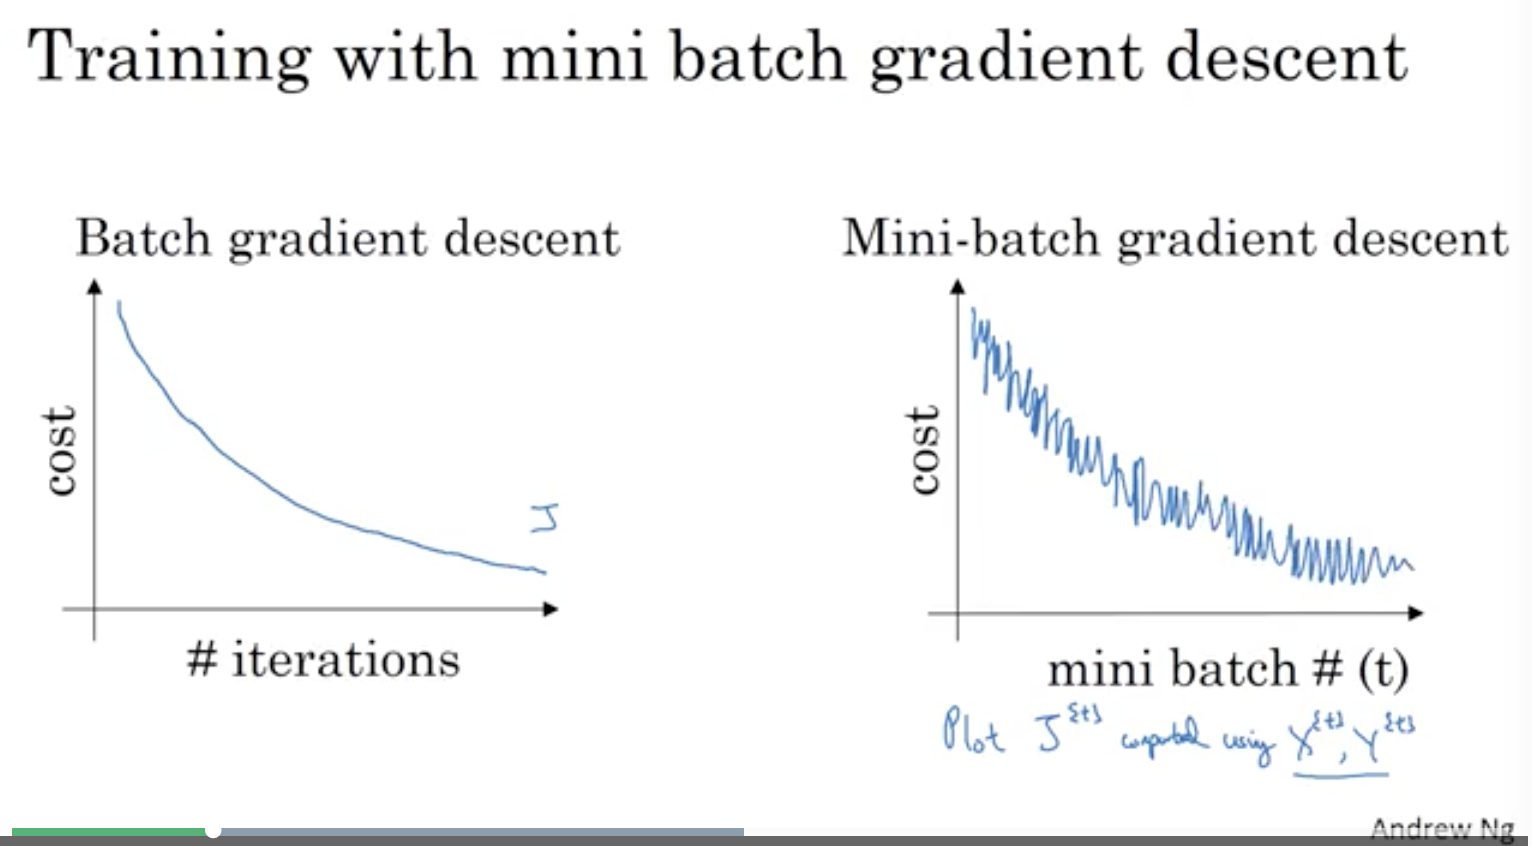 Training with mini batch gradient descent
Batch gradient descent
cost
J
# iterations
Mini-batch gradient descent
cost
mini batch # (t)
Plot J^{t} computed using X^{t}, Y^{t}
Andrew Ng